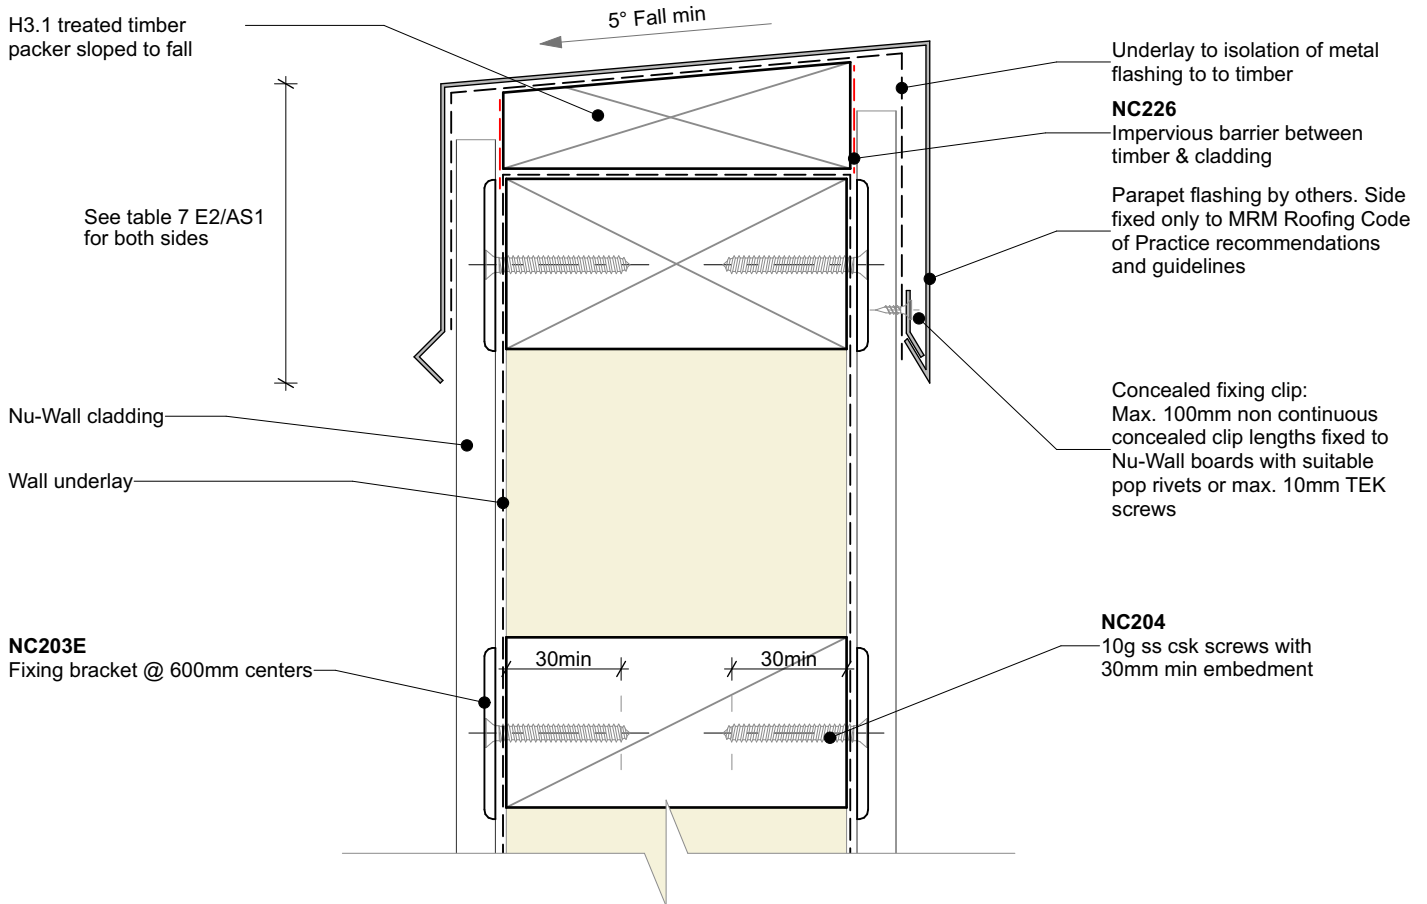 H3.1 treated timber
packer sloped to fall
5° Fall min
Underlay to isolation of metal
flashing to to timber
NC226
Impervious barrier between
timber & cladding
Parapet flashing by others. Side
fixed only to MRM Roofing Code
of Practice recommendations
and guidelines
See table 7 E2/AS1
for both sides
Concealed fixing clip:
Max. 100mm non continuous
concealed clip lengths fixed to
Nu-Wall boards with suitable
pop rivets or max. 10mm TEK
screws
Nu-Wall cladding
Wall underlay
NC203E
Fixing bracket @ 600mm centers
30min
30min
NC204
10g ss csk screws with
30mm min embedment